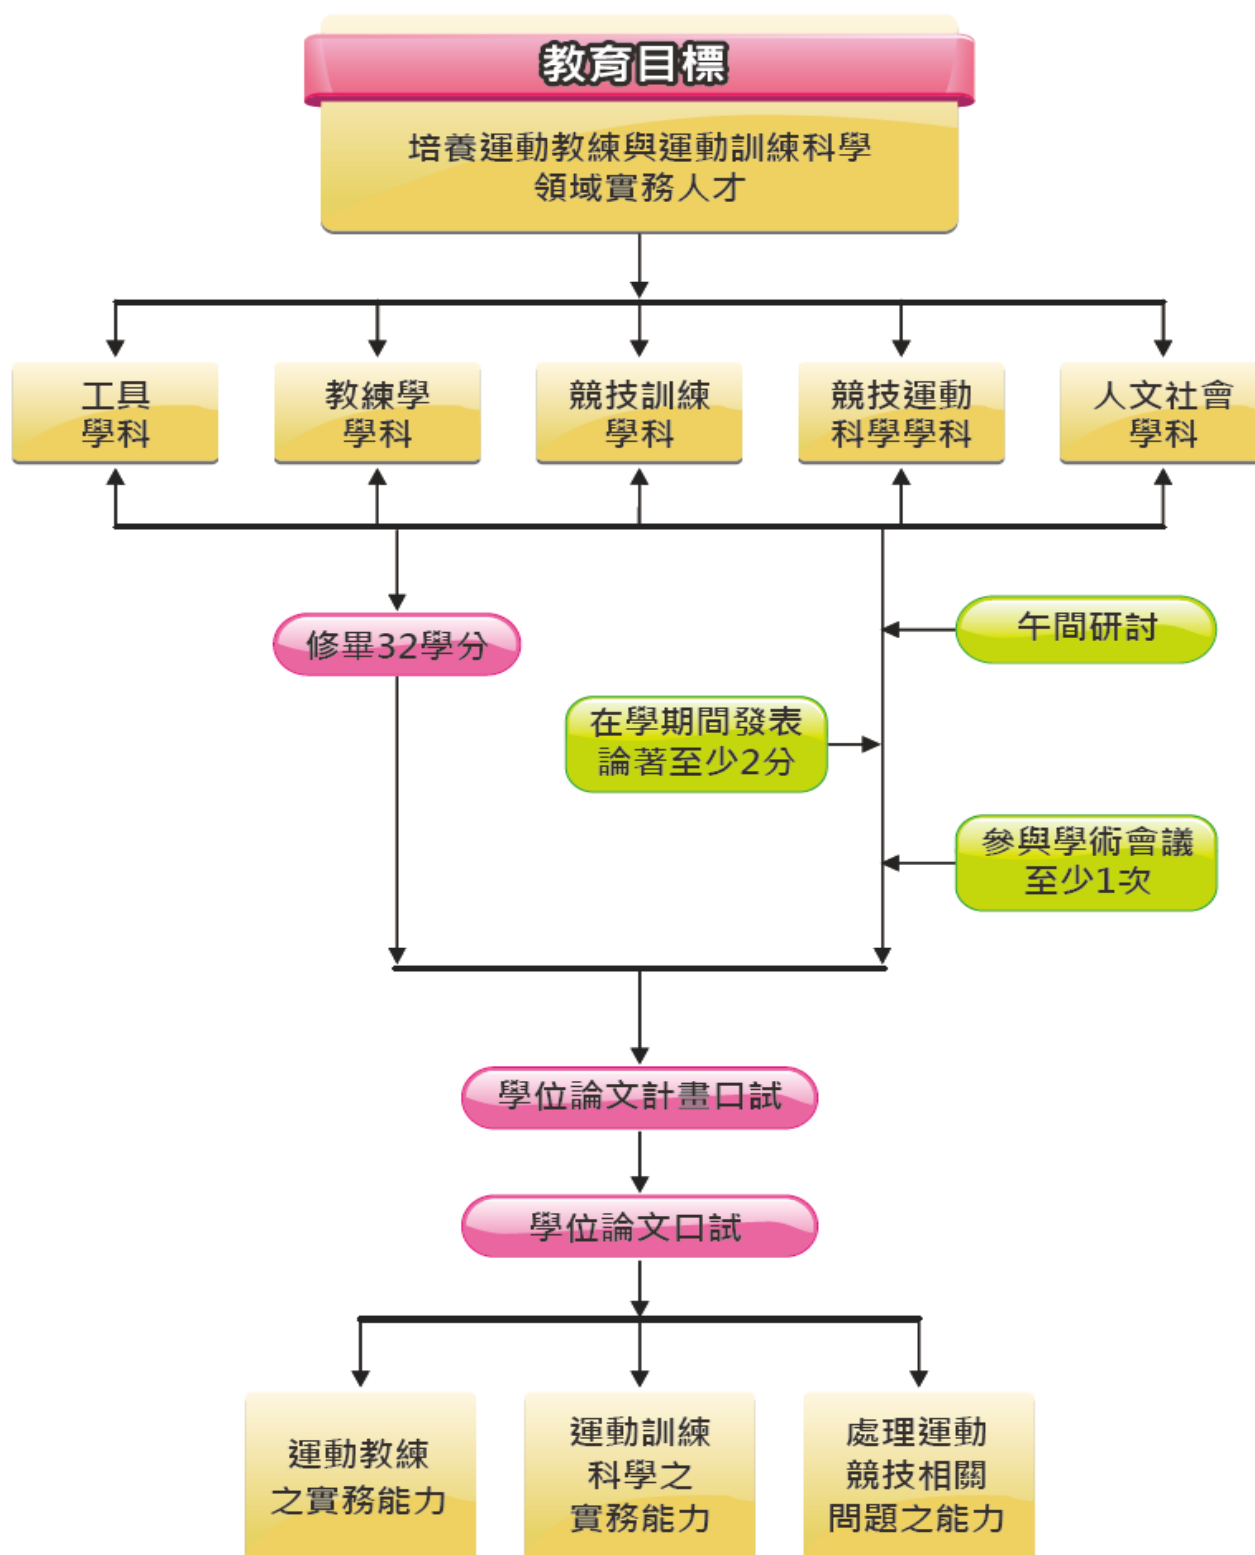 教育目標
培養運動教練與運動訓練科學
領域實務人才
工具
學科
教練學
學科
競技訓練
學科
競技運動
科學學科
人文社會
學科
修畢32學分
午間研討
在學期間發表
論著至少2分
參與學術會議
至少1次
學位論文計畫口試
學位論文口試
運動教練
之實務能力
運動訓練
科學之
實務能力
處理運動
競技相關
問題之能力